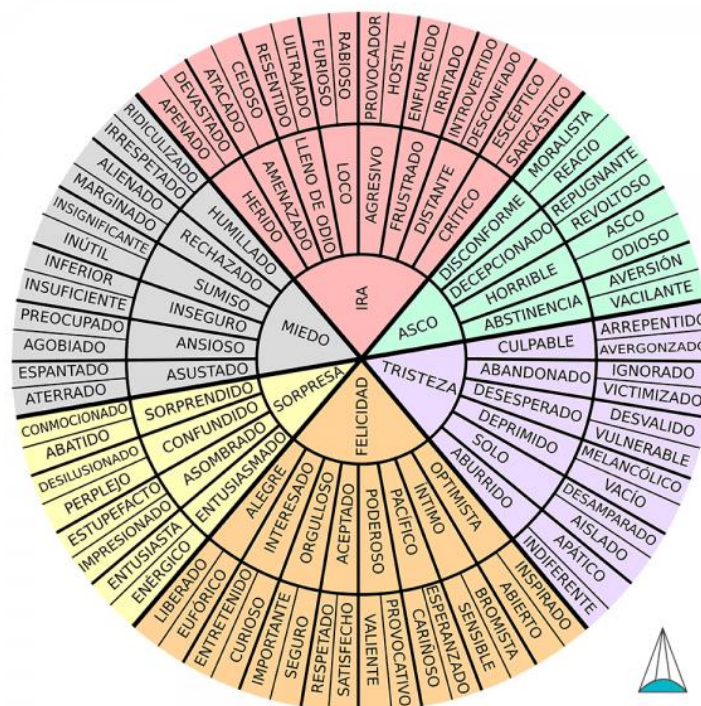 IRA
HERIDO
APENADO
DEVASTADO
AMENAZADO
ATACADO
CELOSO
LLENO DE ODIO
RESENTIDO
ULTRAJADO
LOCO
FURIOSO
RABIOSO
AGRESIVO
PROVOCADOR
HOSTIL
FRUSTRADO
ENFURECIDO
IRRITADO
DISTANTE
INTROVERTIDO
DESCONFIADO
CRÍTICO
ESCÉPTICO
SARCÁSTICO
ASCO
DISCONFORME
MORALISTA
REACIO
DECEPCIONADO
REPUGNANTE
REVOLTOSO
HORRIBLE
ASCO
ODIOSO
ABSTINENCIA
AVERSIÓN
VACILANTE
TRISTEZA
CULPABLE
ARREPENTIDO
AVERGONZADO
ABANDONADO
IGNORADO
VICTIMIZADO
DESESPERADO
DESVALIDO
VULNERABLE
DEPRIMIDO
MELANCÓLICO
VACÍO
SOLO
DESAMPARADO
AISLADO
ABURRIDO
APÁTICO
INDIFERENTE
FELICIDAD
OPTIMISTA
INSPIRADO
ABIERTO
ÍNTIMO
BROMISTA
SENSIBLE
PACÍFICO
ESPERANZADO
CARIÑOSO
PODEROSO
PROVOCATIVO
VALIENTE
ACEPTADO
SATISFECHO
RESPETADO
ORGULLOSO
SEGURO
IMPORTANTE
INTERESADO
CURIOSO
ENTRETENIDO
ALEGRE
EUFÓRICO
LIBERADO
SORPRESA
ENTUSIASMADO
ENÉRGICO
ENTUSIASTA
ASOMBRADO
IMPRESIONADO
ESTUPEFACTO
CONFUNDIDO
PERPLEJO
DESILUSIONADO
SORPRENDIDO
ABATIDO
CONMOCIONADO
MIEDO
ASUSTADO
ATERRADO
ESPANTADO
ANSIOSO
AGOBIADO
PREOCUPADO
INSEGURO
INSUFICIENTE
INFERIOR
SUMISO
INÚTIL
INSIGNIFICANTE
RECHAZADO
MARGINADO
ALIENADO
HUMILLADO
IRRESPETADO
RIDICULIZADO